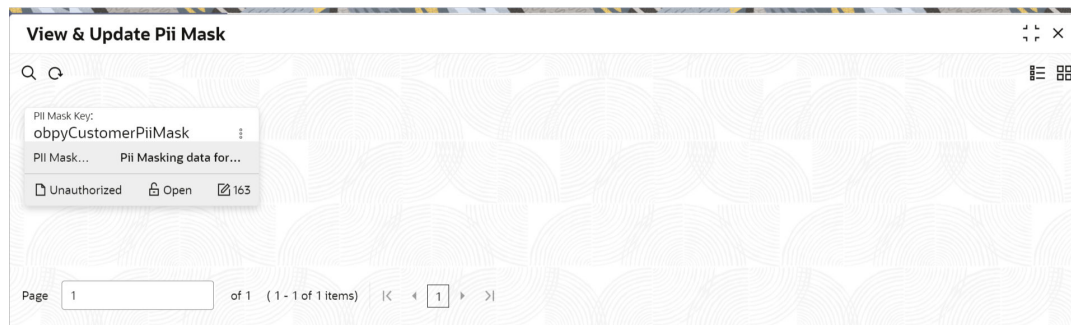 View & Update Pii Mask
PII Mask Key:
obpyCustomerPiiMask
PII Mask... Pii Masking data for...
Unauthorized Open 163
Page 1 of 1 (1 - 1 of 1 items) 1